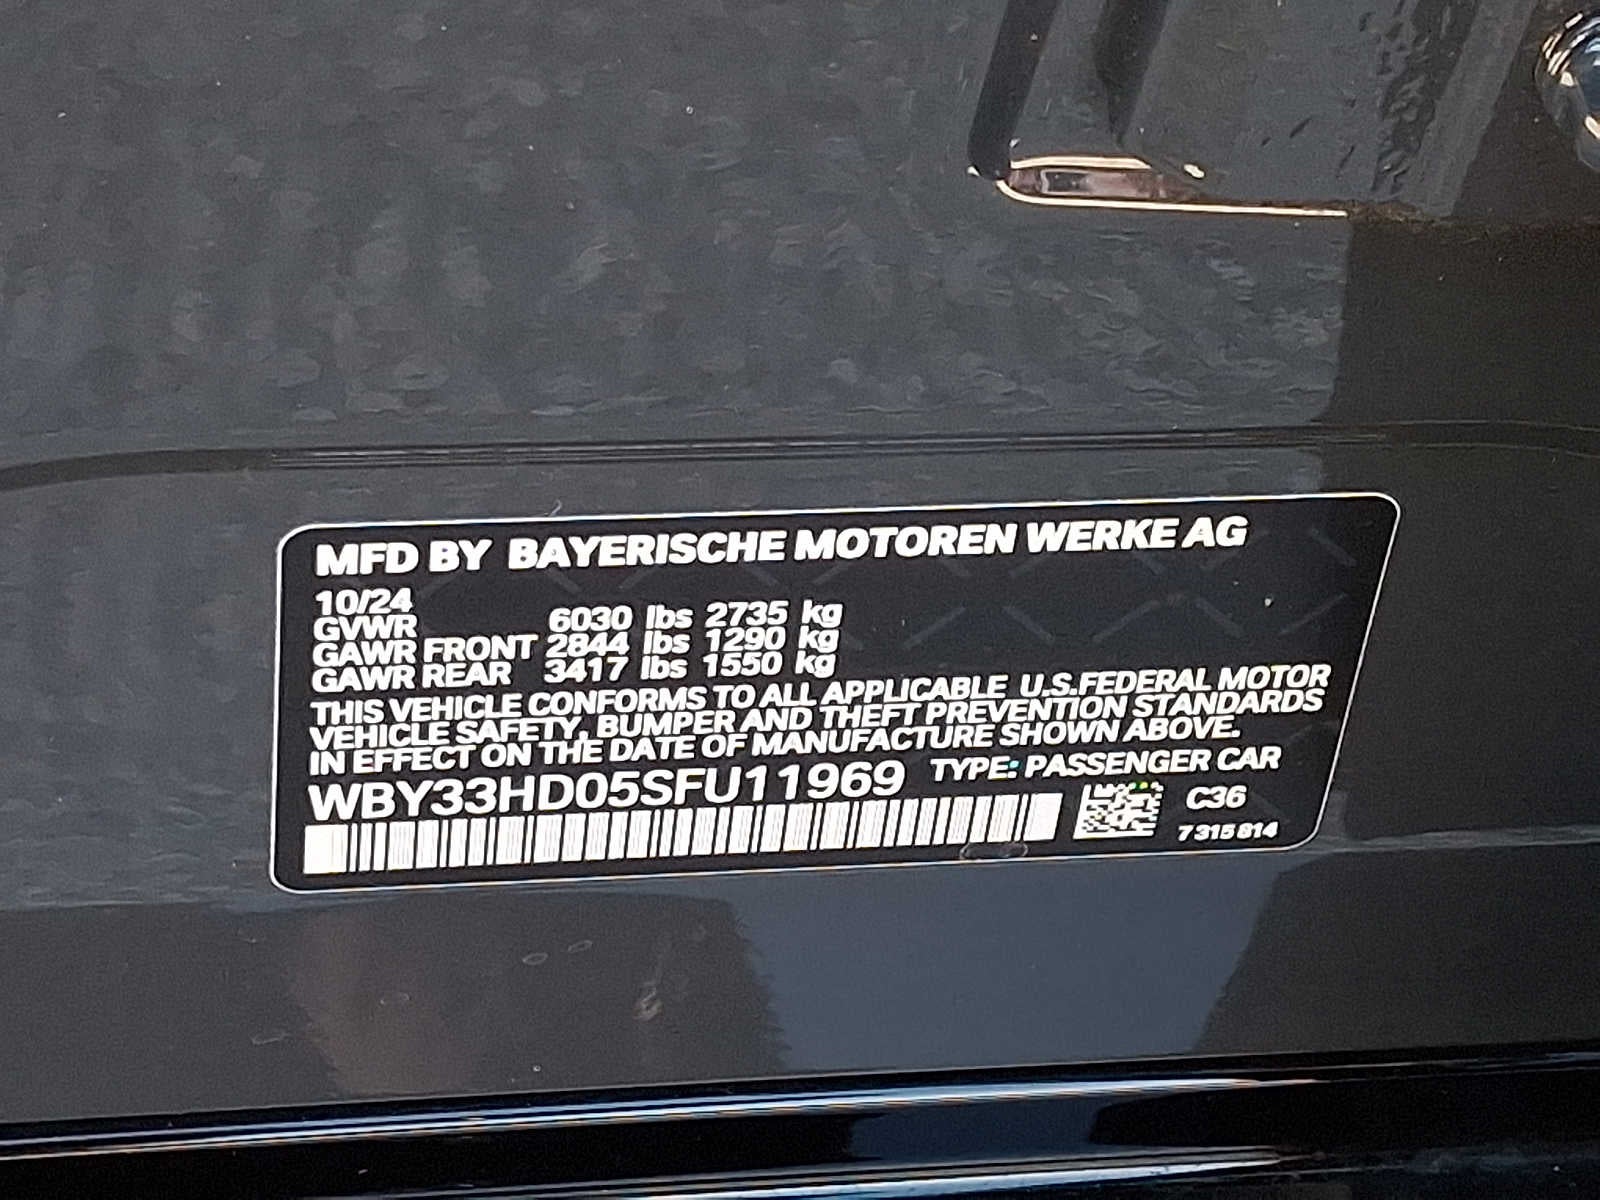 MFD BY BAYERISCHE MOTOREN WERKE AG
10/24
GVWR 6030 lbs 2735 kg
GAWR FRONT 2844 lbs 1290 kg
GAWR REAR 3417 lbs 1550 kg
THIS VEHICLE CONFORMS TO ALL APPLICABLE U.S.FEDERAL MOTOR
VEHICLE SAFETY, BUMPER AND THEFT PREVENTION STANDARDS
IN EFFECT ON THE DATE OF MANUFACTURE SHOWN ABOVE.
WBY33HD05SFU11969 TYPE: PASSENGER CAR
C36
7 315 814